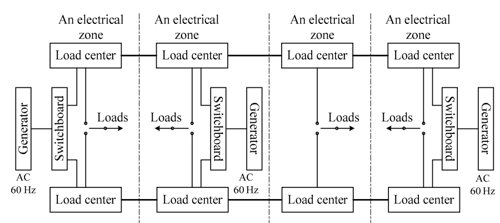 An electrical zone
An electrical zone
An electrical zone
An electrical zone
Load center
Load center
Load center
Load center
Generator
Switchboard
Loads
Loads
Switchboard
Generator
Loads
Loads
Switchboard
Generator
AC
60 Hz
AC
60 Hz
AC
60 Hz
Load center
Load center
Load center
Load center